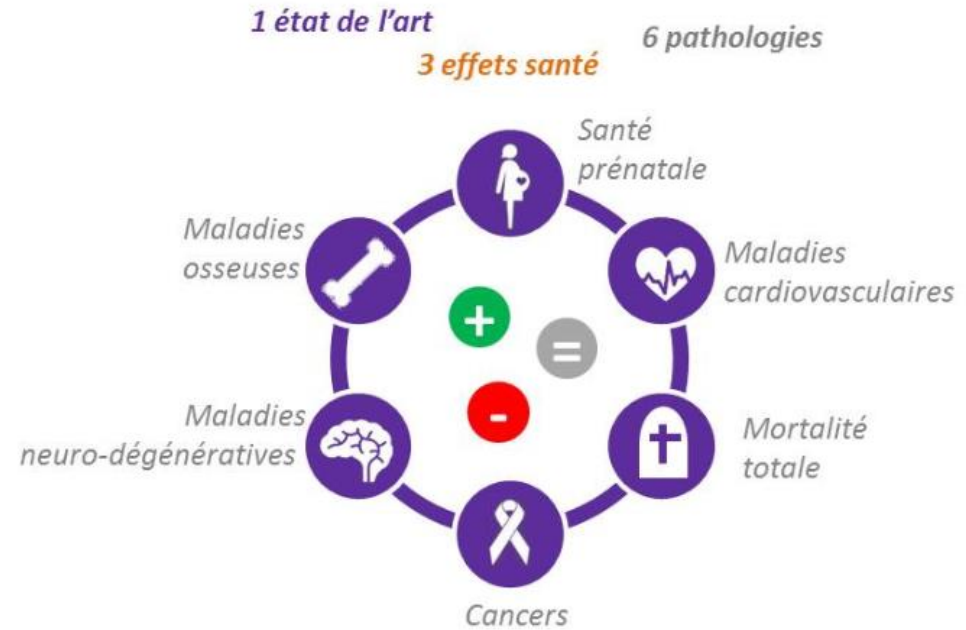 1 état de l'art
6 pathologies
3 effets santé
Santé
prénatale
Maladies
osseuses
Maladies
cardiovasculaires
+
=
-
Maladies
neuro-dégénératives
Mortalité
totale
Cancers